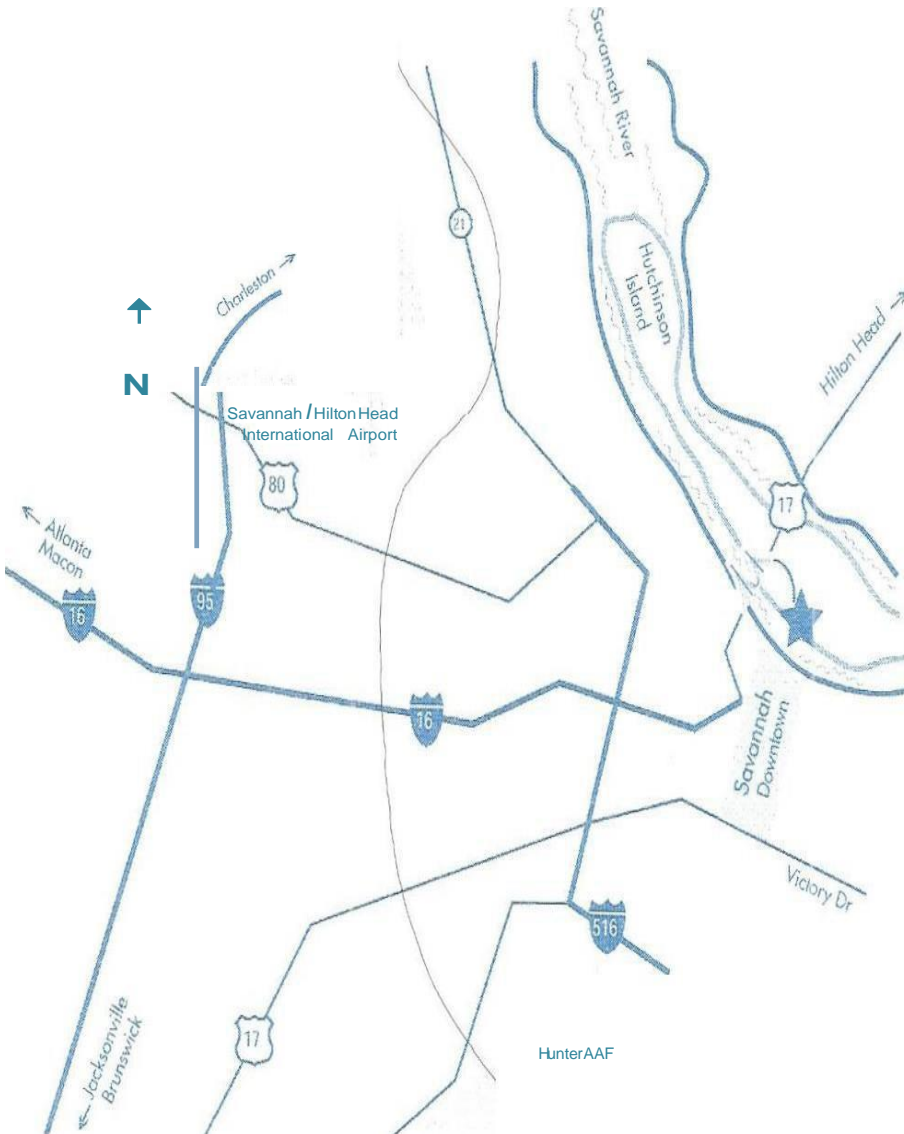 Savannah River
21
Hutchinson
Island
Charleston →
Hilton Head →
N
Savannah / Hilton Head
International Airport
80
17
← Atlanta
Macon
95
16
16
Savannah
Downtown
Victory Dr
516
17
HunterAAF
← Jacksonville
Brunswick